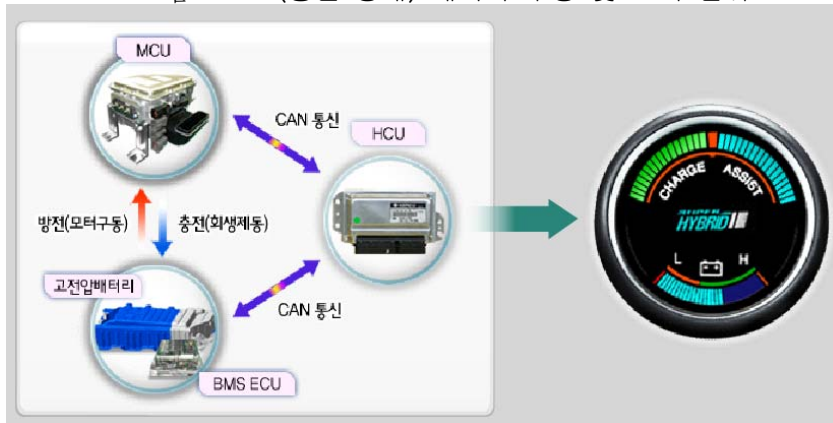 MCU
CAN 통신
HCU
방전(모터구동)
충전(회생제동)
고전압배터리
CAN 통신
BMS ECU
CHARGE
ASSIST
HYBRID
L
H